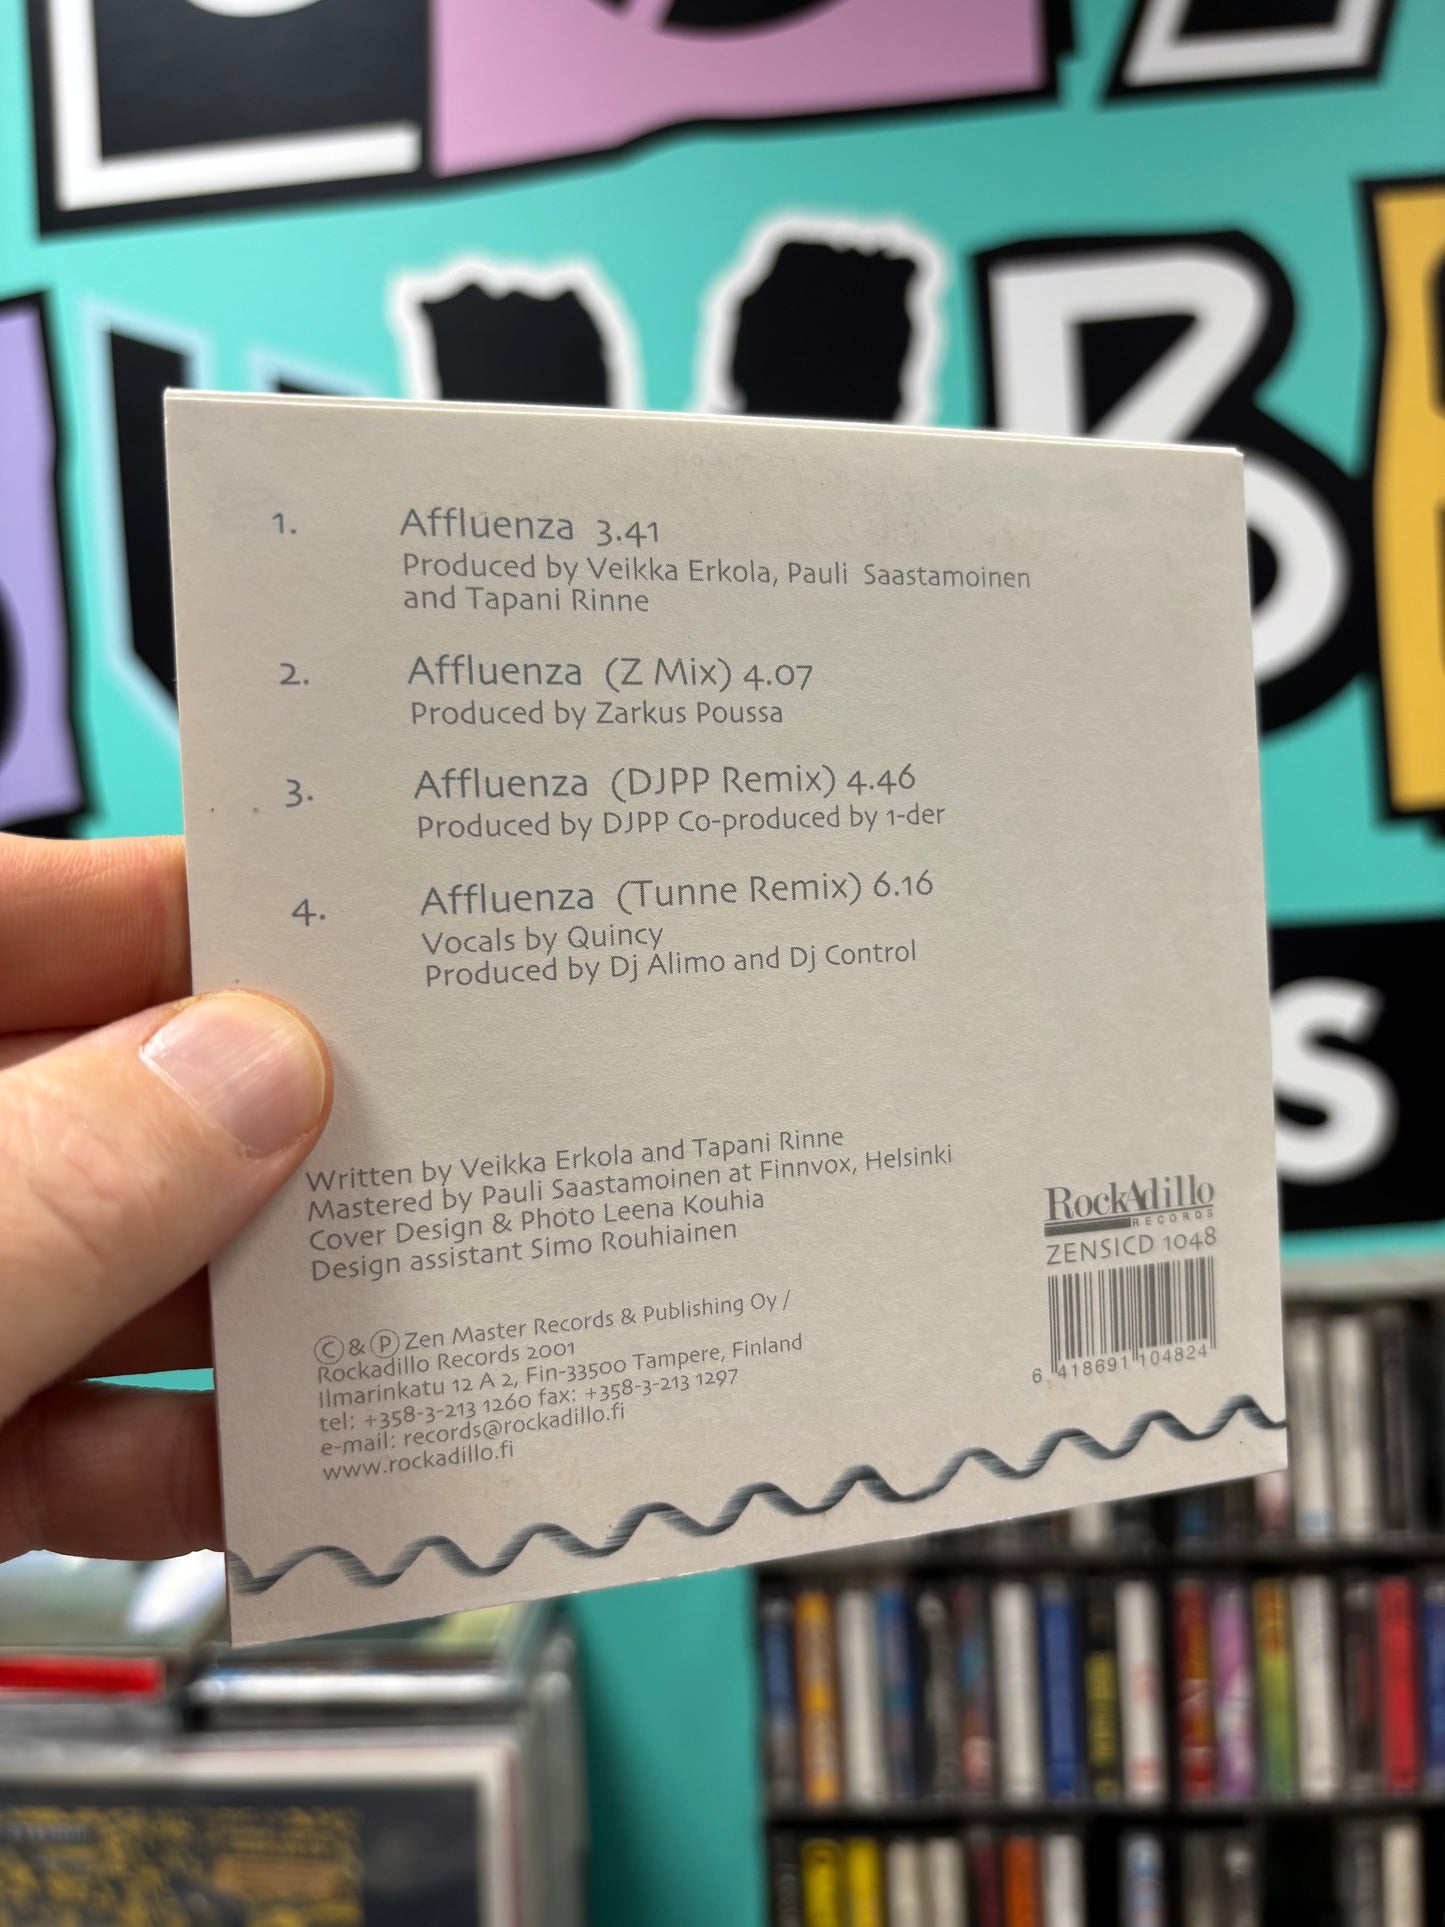 1. Affluenza 3.41
Produced by Veikka Erkola, Pauli Saastamoinen
and Tapani Rinne
2. Affluenza (Z Mix) 4.07
Produced by Zarkus Poussa
3. Affluenza (DJPP Remix) 4.46
Produced by DJPP Co-produced by 1-der
4. Affluenza (Tunne Remix) 6.16
Vocals by Quincy
Produced by Dj Alimo and Dj Control
Written by Veikka Erkola and Tapani Rinne
Mastered by Pauli Saastamoinen at Finnvox, Helsinki
Cover Design & Photo Leena Kouhia
Design assistant Simo Rouhiainen
© & ℗ Zen Master Records & Publishing Oy /
Rockadillo Records 2001
Ilmarinkatu 12 A 2, Fin-33500 Tampere, Finland
tel: +358-3-213 1260 fax: +358-3-213 1297
e-mail: records@rockadillo.fi
www.rockadillo.fi
RockAdillo
RECORDS
ZENSICD 1048
6 418691 104824